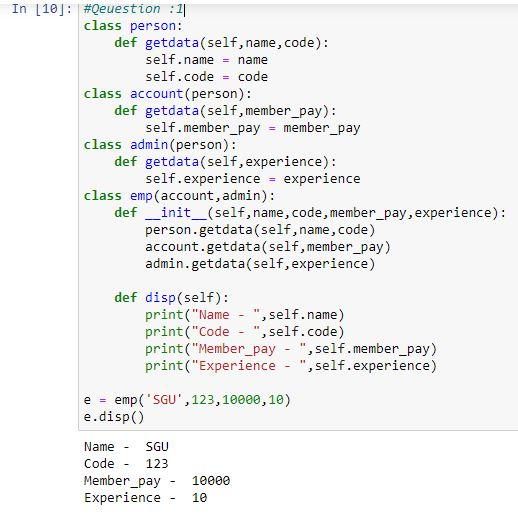 In [10]: #Qeuestion :1
class person:
    def getdata(self,name,code):
        self.name = name
        self.code = code
class account(person):
    def getdata(self,member_pay):
        self.member_pay = member_pay
class admin(person):
    def getdata(self,experience):
        self.experience = experience
class emp(account,admin):
    def __init__(self,name,code,member_pay,experience):
        person.getdata(self,name,code)
        account.getdata(self,member_pay)
        admin.getdata(self,experience)

    def disp(self):
        print("Name - ",self.name)
        print("Code - ",self.code)
        print("Member_pay - ",self.member_pay)
        print("Experience - ",self.experience)

e = emp('SGU',123,10000,10)
e.disp()
Name -  SGU
Code -  123
Member_pay -  10000
Experience -  10